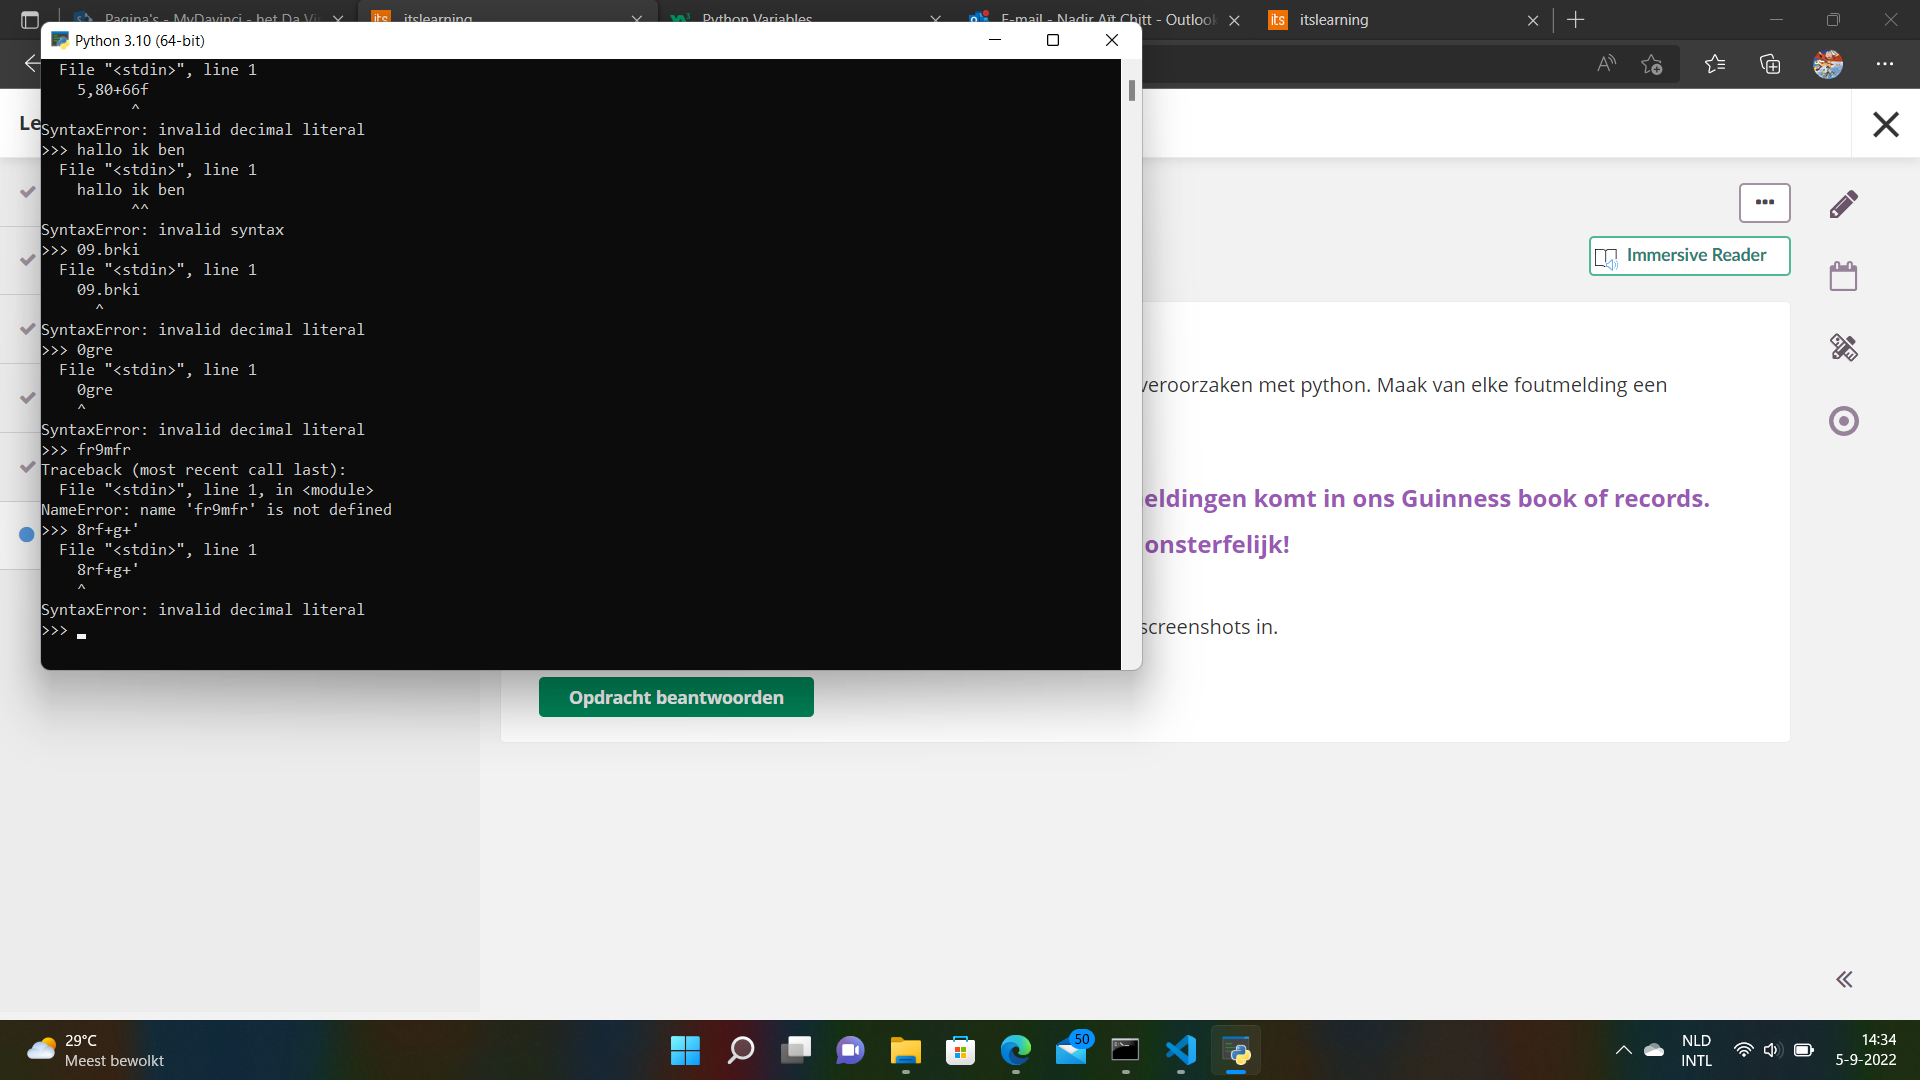 Pagina's - MyDavinci - het Da Vi
itslearning
Python Variables
E-mail - Nadir Aït Chitt - Outlook
its itslearning
Python 3.10 (64-bit)
File "<stdin>", line 1
5,80+66f
^
SyntaxError: invalid decimal literal
>>> hallo ik ben
File "<stdin>", line 1
hallo ik ben
^^
SyntaxError: invalid syntax
>>> 09.brki
File "<stdin>", line 1
09.brki
^
SyntaxError: invalid decimal literal
>>> 0gre
File "<stdin>", line 1
0gre
^
SyntaxError: invalid decimal literal
>>> fr9mfr
Traceback (most recent call last):
File "<stdin>", line 1, in <module>
NameError: name 'fr9mfr' is not defined
>>> 8rf+g+'
File "<stdin>", line 1
8rf+g+'
^
SyntaxError: invalid decimal literal
>>>
Le
Immersive Reader
veroorzaken met python. Maak van elke foutmelding een
eldingen komt in ons Guinness book of records.
onsterfelijk!
screenshots in.
Opdracht beantwoorden
29°C
Meest bewolkt
50
NLD
INTL
14:34
5-9-2022